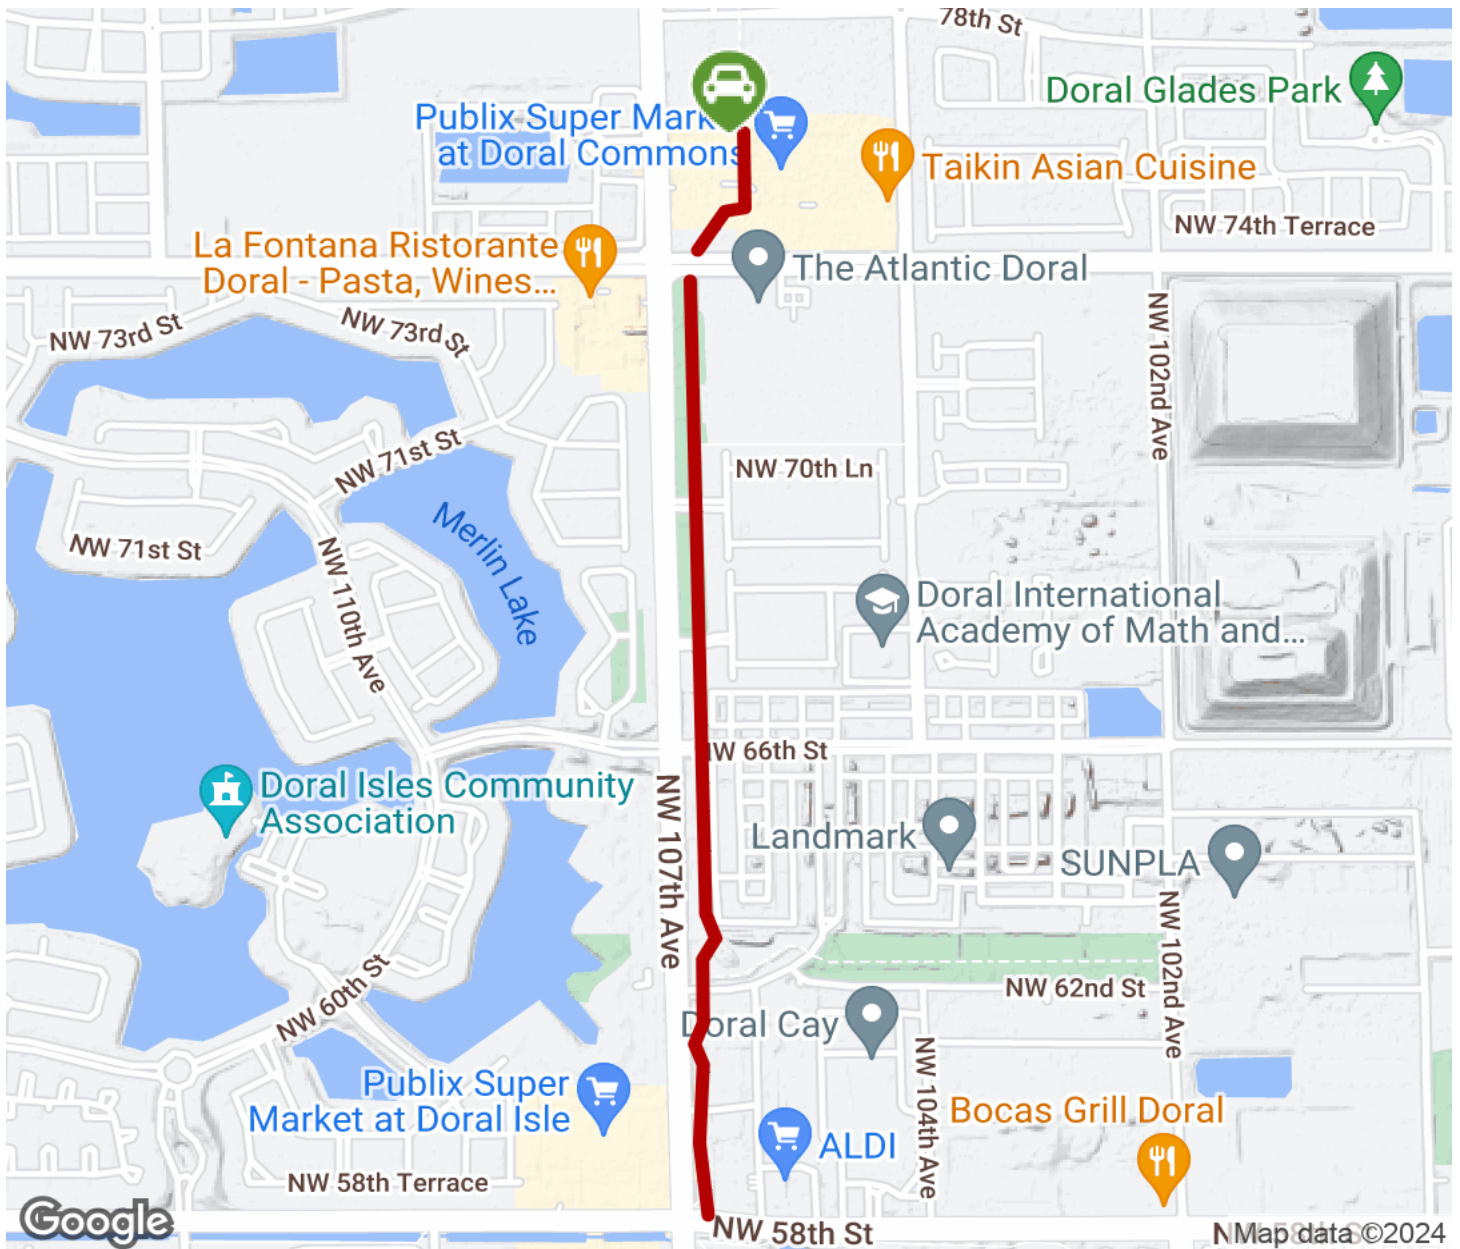 78th St
Doral Glades Park
Publix Super Mark
at Doral Commons
Taikin Asian Cuisine
NW 74th Terrace
La Fontana Ristorante
Doral - Pasta, Wines...
The Atlantic Doral
NW 73rd St
NW 73rd St
NW 102nd Ave
NW 71st St
NW 70th Ln
Merlin Lake
NW 71st St
NW 110th Ave
Doral International
Academy of Math and...
NW 66th St
Doral Isles Community
Association
NW 107th Ave
Landmark
SUNPLA
NW 102nd Ave
NW 60th St
NW 62nd St
Doral Cay
NW 104th Ave
Publix Super
Market at Doral Isle
Bocas Grill Doral
ALDI
NW 58th Terrace
Google
NW 58th St
Map data ©2024